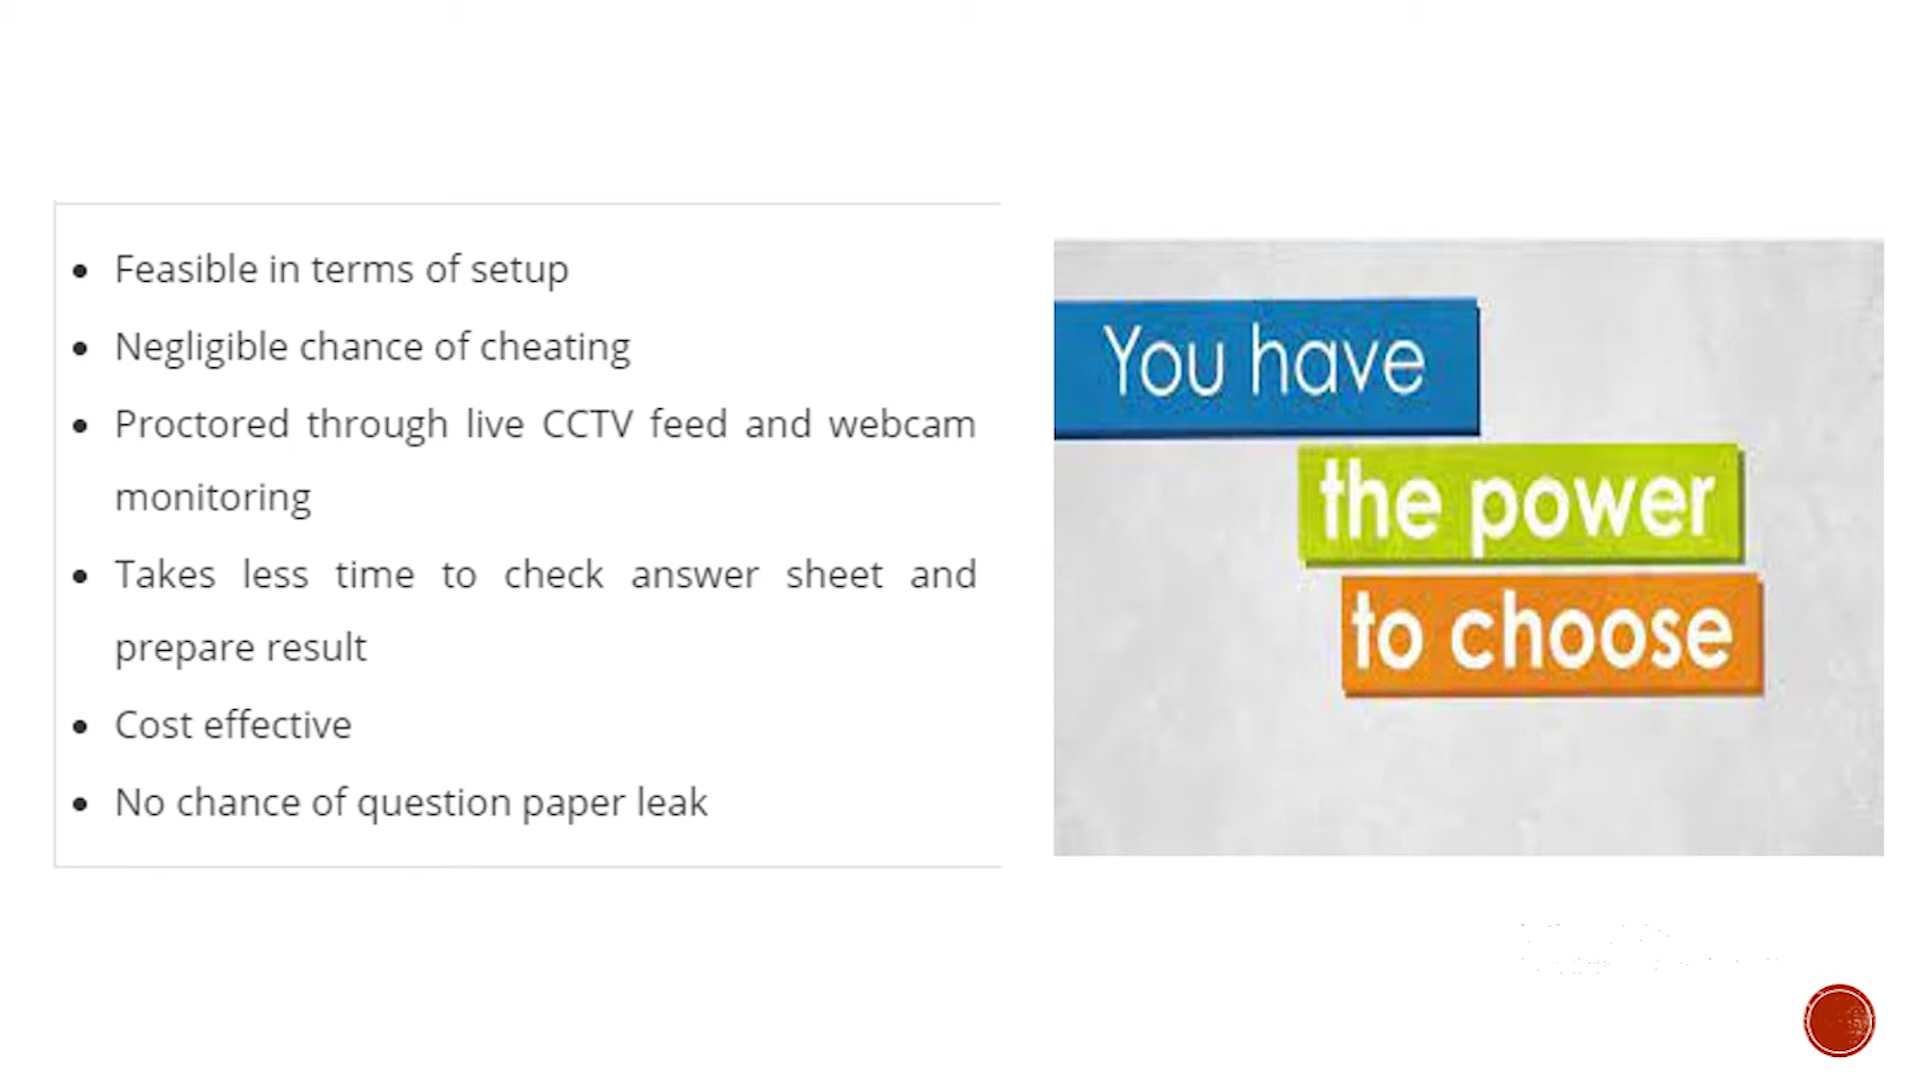 Feasible in terms of setup
Negligible chance of cheating
Proctored through live CCTV feed and webcam
monitoring
Takes less time to check answer sheet and
prepare result
Cost effective
No chance of question paper leak
You have
the power
to choose